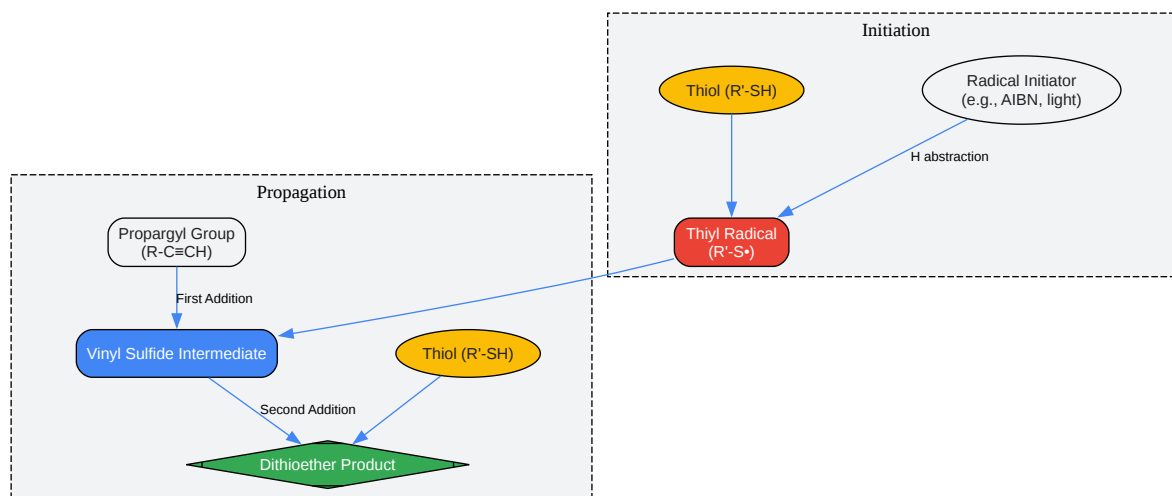 Initiation
Thiol (R'-SH)
Radical Initiator
(e.g., AIBN, light)
H abstraction
Thiyl Radical
(R'-S•)
Propagation
Propargyl Group
(R-C≡CH)
First Addition
Vinyl Sulfide Intermediate
Thiol (R'-SH)
Second Addition
Dithioether Product